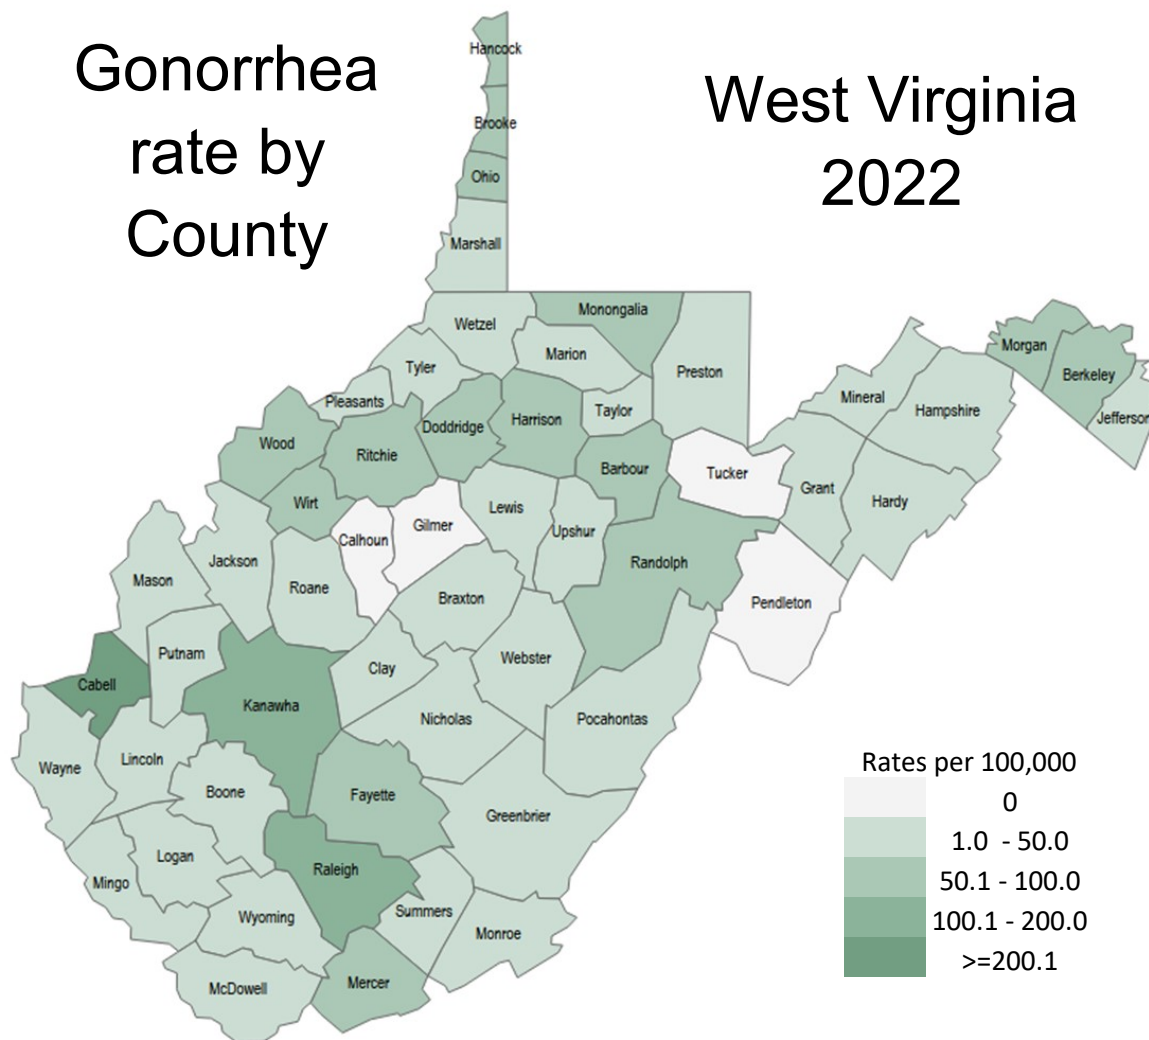 Gonorrhea
rate by
County
West Virginia
2022
Hancock
Brooke
Ohio
Marshall
Wetzel
Monongalia
Marion
Preston
Tyler
Pleasants
Taylor
Doddridge
Harrison
Wood
Ritchie
Barbour
Tucker
Wirt
Gilmer
Lewis
Upshur
Calhoun
Morgan
Berkeley
Jefferson
Mineral
Hampshire
Grant
Hardy
Mason
Jackson
Roane
Braxton
Randolph
Pendleton
Cabell
Putnam
Kanawha
Clay
Webster
Nicholas
Pocahontas
Wayne
Lincoln
Boone
Fayette
Greenbrier
Logan
Mingo
Raleigh
Wyoming
Summers
Monroe
McDowell
Mercer
Rates per 100,000
0
1.0 - 50.0
50.1 - 100.0
100.1 - 200.0
>=200.1